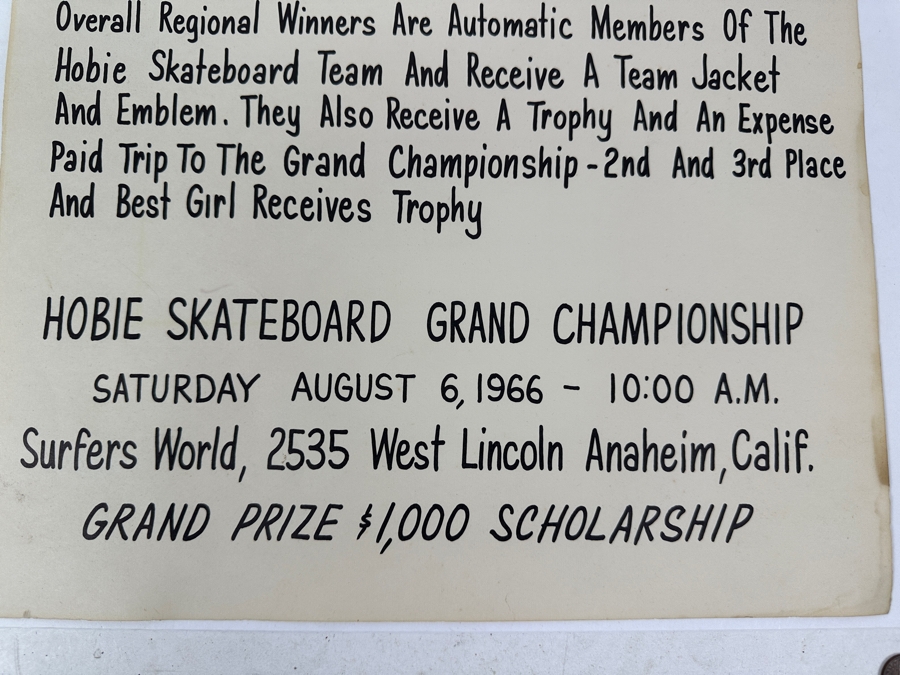 Overall Regional Winners Are Automatic Members Of The
Hobie Skateboard Team And Receive A Team Jacket
And Emblem. They Also Receive A Trophy And An Expense
Paid Trip To The Grand Championship - 2nd And 3rd Place
And Best Girl Receives Trophy
HOBIE SKATEBOARD GRAND CHAMPIONSHIP
SATURDAY AUGUST 6, 1966 - 10:00 A.M.
Surfers World, 2535 West Lincoln Anaheim, Calif.
GRAND PRIZE $1,000 SCHOLARSHIP